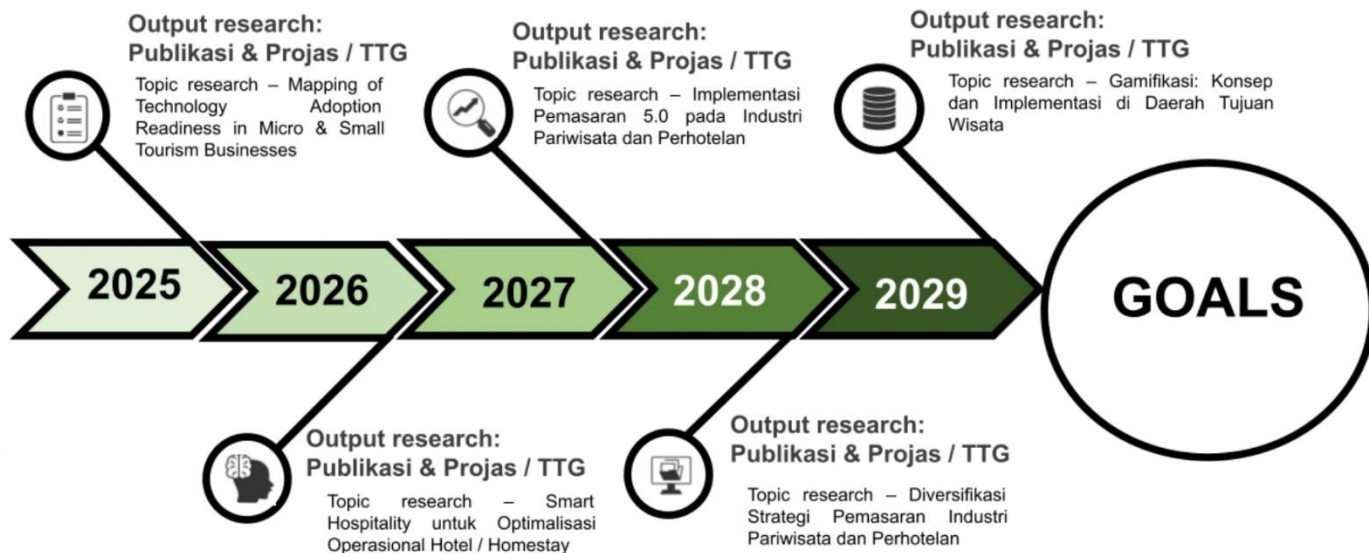 Output research:
Publikasi & Projas / TTG
Topic research – Mapping of
Technology Adoption
Readiness in Micro & Small
Tourism Businesses
Output research:
Publikasi & Projas / TTG
Topic research – Implementasi
Pemasaran 5.0 pada Industri
Pariwisata dan Perhotelan
Output research:
Publikasi & Projas / TTG
Topic research – Gamifikasi: Konsep
dan Implementasi di Daerah Tujuan
Wisata
2025
2026
2027
2028
2029
GOALS
Output research:
Publikasi & Projas / TTG
Topic research – Smart
Hospitality untuk Optimalisasi
Operasional Hotel / Homestay
Output research:
Publikasi & Projas / TTG
Topic research – Diversifikasi
Strategi Pemasaran Industri
Pariwisata dan Perhotelan